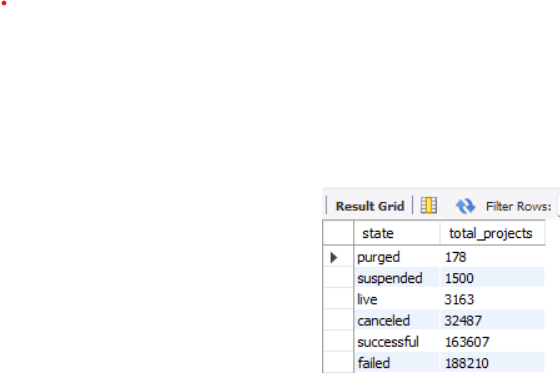 Result Grid Filter Rows:
state total_projects
purged 178
suspended 1500
live 3163
canceled 32487
successful 163607
failed 188210